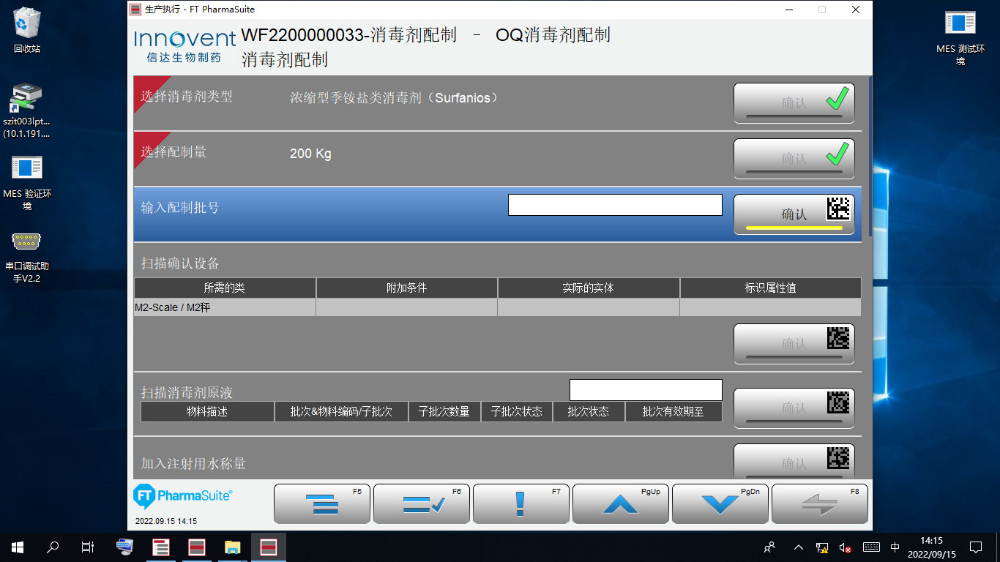 回收站
szit003lpt...
(10.1.191....
MES 验证环
境
串口调试助
手V2.2
MES 测试环
境
生产执行 - FT PharmaSuite
Innovent
信达生物制药
WF2200000033-消毒剂配制 - OQ消毒剂配制
消毒剂配制
选择消毒剂类型 浓缩型季铵盐类消毒剂（Surfanios） 确认
选择配制量 200 Kg 确认
输入配制批号 确认
扫描确认设备
所需的类 附加条件 实际的实体 标识属性值
M2-Scale / M2秤
确认
扫描消毒剂原液 确认
物料描述 批次&物料编码/子批次 子批次数量 子批次状态 批次状态 批次有效期至
加入注射用水称量 确认
FT PharmaSuite®
2022.09.15 14:15
F5 F6 F7 PgUp PgDn F8
中
14:15
2022/09/15